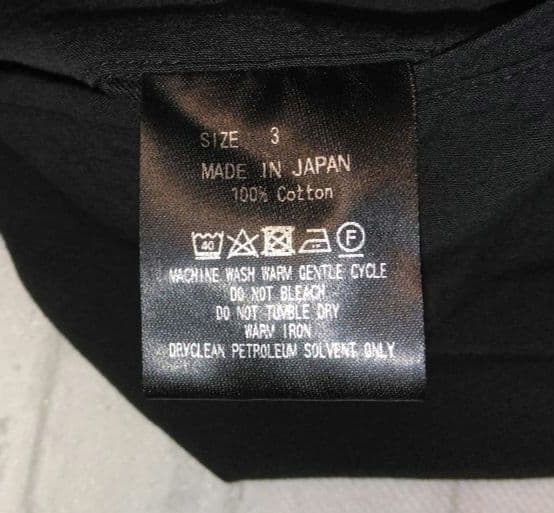 SIZE 3
MADE IN JAPAN
100% Cotton
40 F
MACHINE WASH WARM GENTLE CYCLE
DO NOT BLEACH
DO NOT TUMBLE DRY
WARM IRON
DRYCLEAN PETROLEUM SOLVENT ONLY